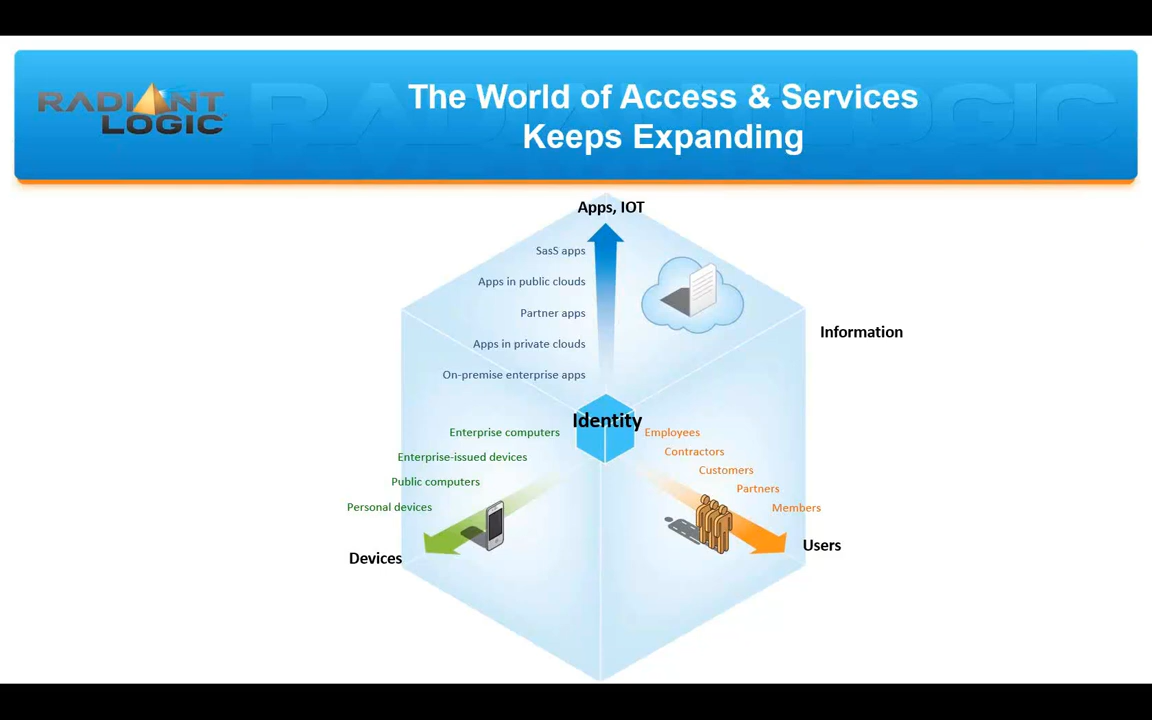 RADIANT
LOGIC
The World of Access & Services
Keeps Expanding
Apps, IOT
SasS apps
Apps in public clouds
Partner apps
Apps in private clouds
On-premise enterprise apps
Information
Identity
Enterprise computers
Enterprise-issued devices
Public computers
Personal devices
Devices
Employees
Contractors
Customers
Partners
Members
Users
RADIANT LOGIC